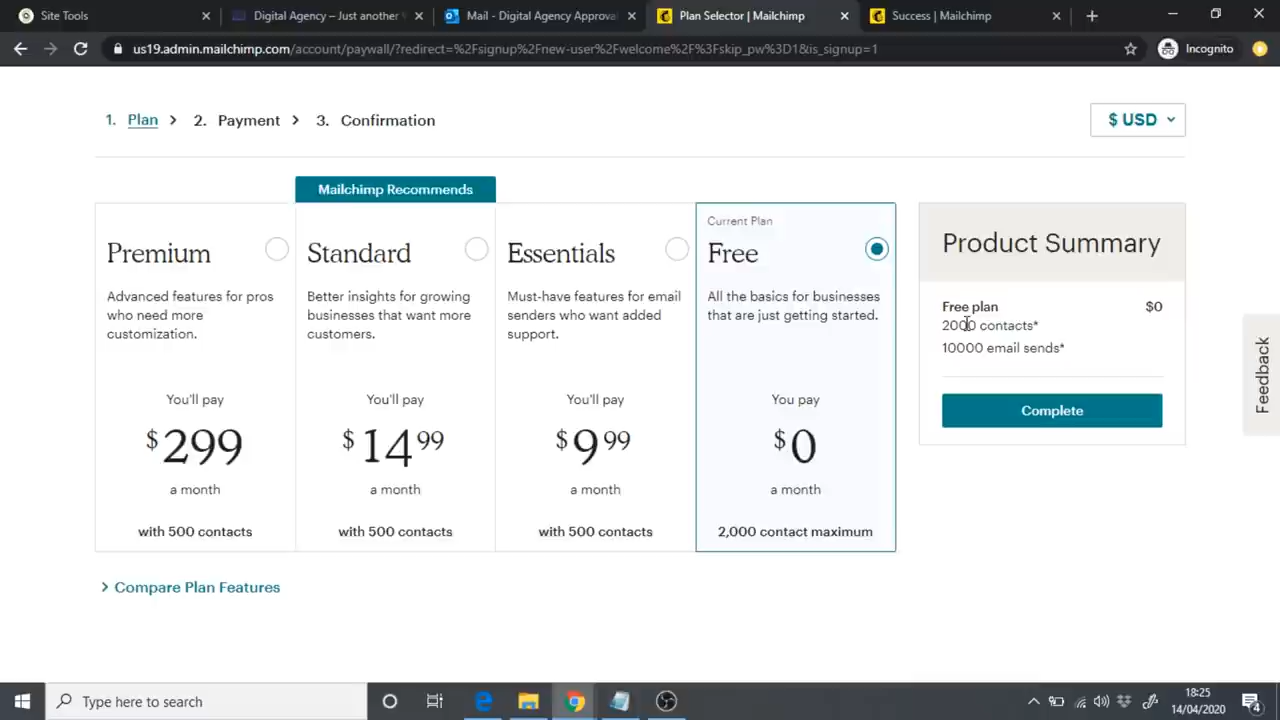 Site Tools
Digital Agency – Just another
Mail - Digital Agency Approva
Plan Selector | Mailchimp
Success | Mailchimp
us19.admin.mailchimp.com/account/paywall/?redirect=%2Fsignup%2Fnew-user%2Fwelcome%2F%3Fskip_pw%3D1&is_signup=1
Incognito
1. Plan > 2. Payment > 3. Confirmation
$ USD
Mailchimp Recommends
Premium
Advanced features for pros
who need more
customization.
You'll pay
$299
a month
with 500 contacts
Standard
Better insights for growing
businesses that want more
customers.
You'll pay
$14 99
a month
with 500 contacts
Essentials
Must-have features for email
senders who want added
support.
You'll pay
$9 99
a month
with 500 contacts
Current Plan
Free
All the basics for businesses
that are just getting started.
You pay
$0
a month
2,000 contact maximum
Product Summary
Free plan $0
2000 contacts*
10000 email sends*
Complete
Feedback
> Compare Plan Features
Type here to search
18:25
14/04/2020
4